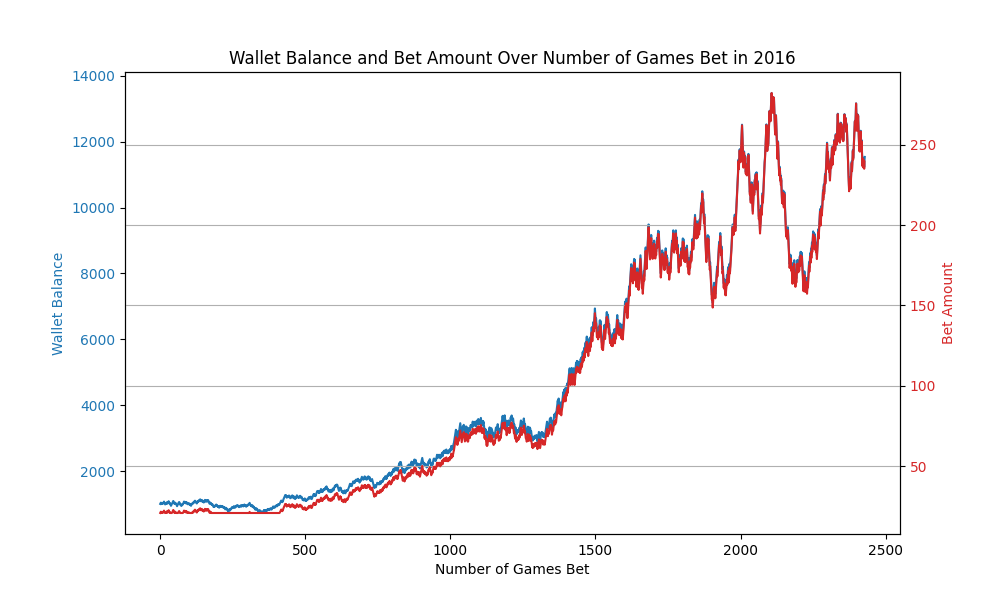 Wallet Balance and Bet Amount Over Number of Games Bet in 2016
14000
12000
10000
8000
6000
4000
2000
Wallet Balance
250
200
150
100
50
Bet Amount
0 500 1000 1500 2000 2500
Number of Games Bet